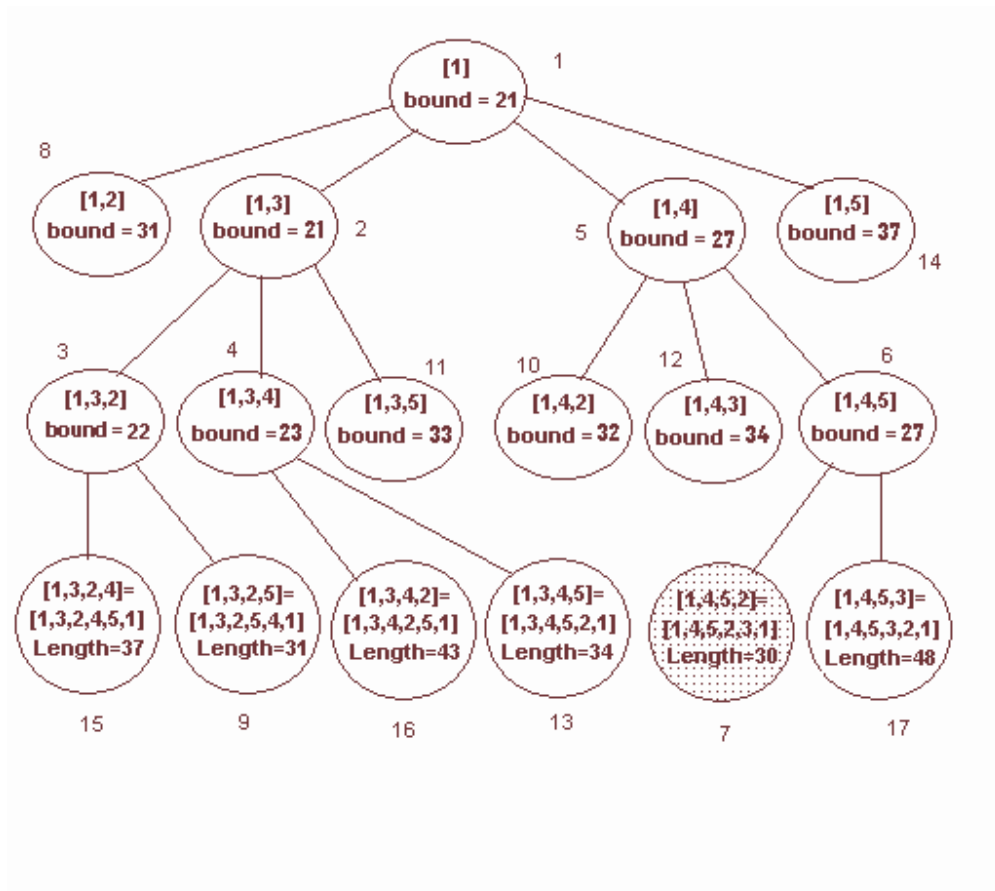 [1]
bound = 21
1
8
[1,2]
bound = 31
[1,3]
bound = 21
2
5
[1,4]
bound = 27
[1,5]
bound = 37
14
3
[1,3,2]
bound = 22
4
[1,3,4]
bound = 23
11
[1,3,5]
bound = 33
10
[1,4,2]
bound = 32
12
[1,4,3]
bound = 34
6
[1,4,5]
bound = 27
[1,3,2,4]=
[1,3,2,4,5,1]
Length=37
15
[1,3,2,5]=
[1,3,2,5,4,1]
Length=31
9
[1,3,4,2]=
[1,3,4,2,5,1]
Length=43
16
[1,3,4,5]=
[1,3,4,5,2,1]
Length=34
13
[1,4,5,2]=
[1,4,5,2,3,1]
Length=30
7
[1,4,5,3]=
[1,4,5,3,2,1]
Length=48
17